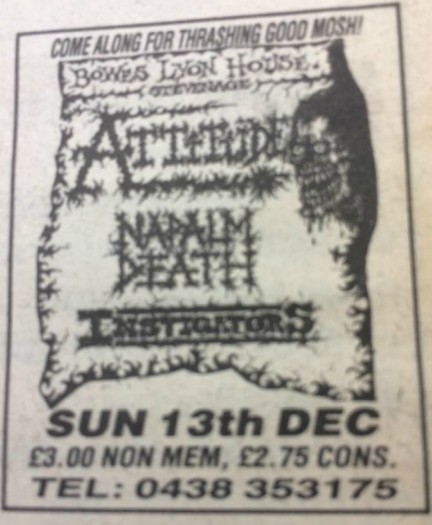 COME ALONG FOR THRASHING GOOD MOSH!
BOWES LYON HOUSE.
STEVENAGE
ATTITUDE
NAPALM
DEATH
INSTIGATORS
SUN 13th DEC
£3.00 NON MEM, £2.75 CONS.
TEL: 0438 353175